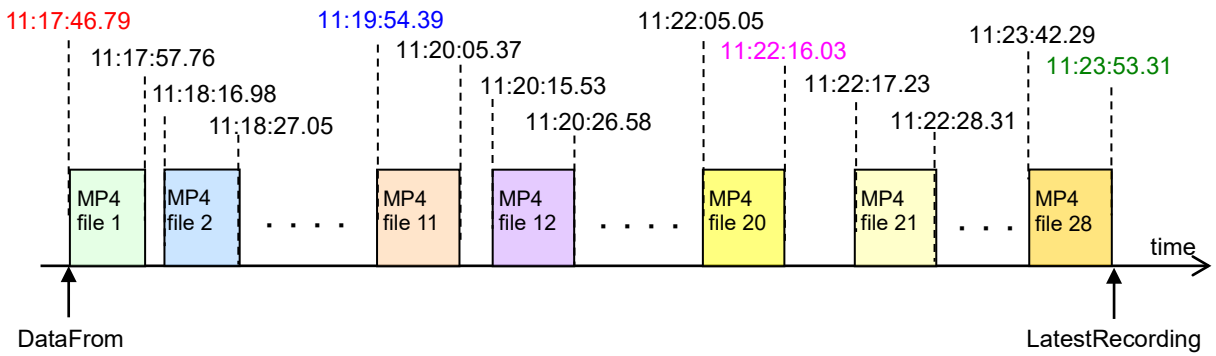 11:17:46.79
11:19:54.39
11:22:05.05
11:23:42.29
11:17:57.76
11:20:05.37
11:22:16.03
11:23:53.31
11:18:16.98
11:20:15.53
11:22:17.23
11:18:27.05
11:20:26.58
11:22:28.31
MP4
file 1
MP4
file 2
. . . .
MP4
file 11
MP4
file 12
. . . .
MP4
file 20
MP4
file 21
. . .
MP4
file 28
time
DataFrom
LatestRecording